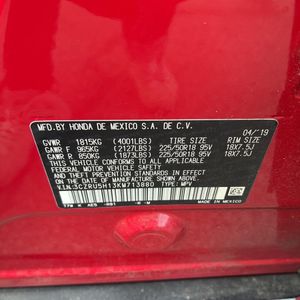 MFD.BY HONDA DE MEXICO S.A. DE C.V. 04/'19
GVWR 1815KG (4001LBS) TIRE SIZE RIM SIZE
GAWR F 965KG (2127LBS) 225/50R18 95V 18X7.5J
GAWR R 850KG (1873LBS) 225/50R18 95V 18X7.5J
THIS VEHICLE CONFORMS TO ALL APPLICABLE
FEDERAL MOTOR VEHICLE SAFETY AND
THEFT PREVENTION STANDARDS IN EFFECT ON THE
DATE OF MANUFACTURE SHOWN ABOVE.
V.I.N:3CZRU5H13KM713880 TYPE: MPV
MADE IN MEXICO